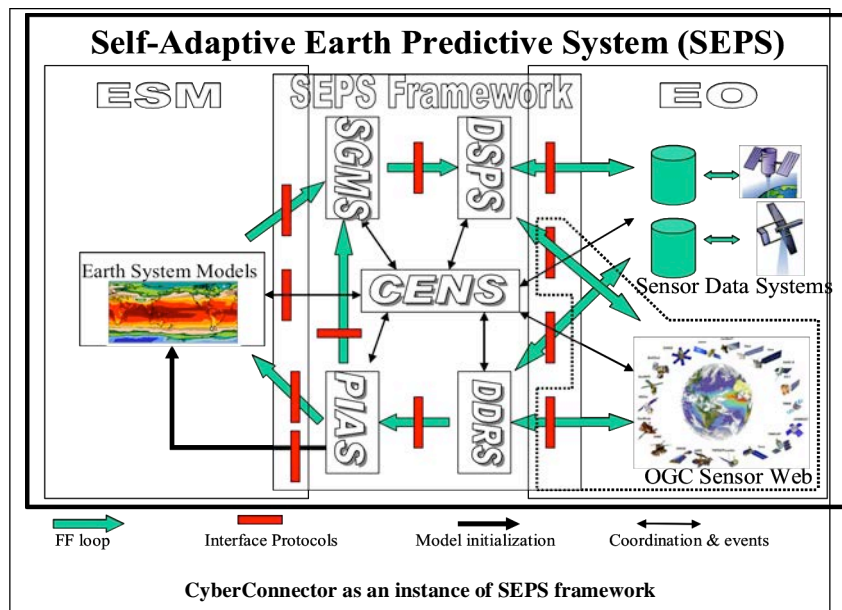 Self-Adaptive Earth Predictive System (SEPS)
ESM
SEPS Framework
EO
SGMS
DSPS
Earth System Models
CENS
Sensor Data Systems
PIAS
DDRS
OGC Sensor Web
FF loop
Interface Protocols
Model initialization
Coordination & events
CyberConnector as an instance of SEPS framework